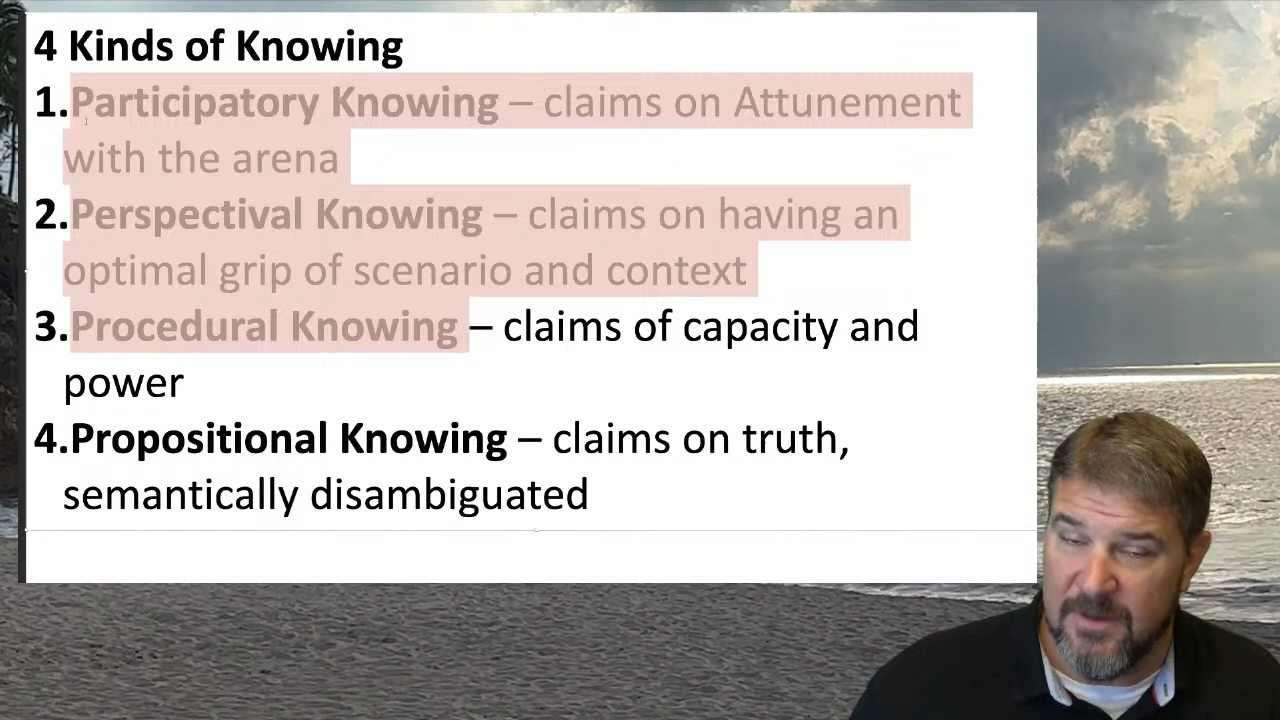 4 Kinds of Knowing
1.Participatory Knowing – claims on Attunement
with the arena
2.Perspectival Knowing – claims on having an
optimal grip of scenario and context
3.Procedural Knowing – claims of capacity and
power
4.Propositional Knowing – claims on truth,
semantically disambiguated